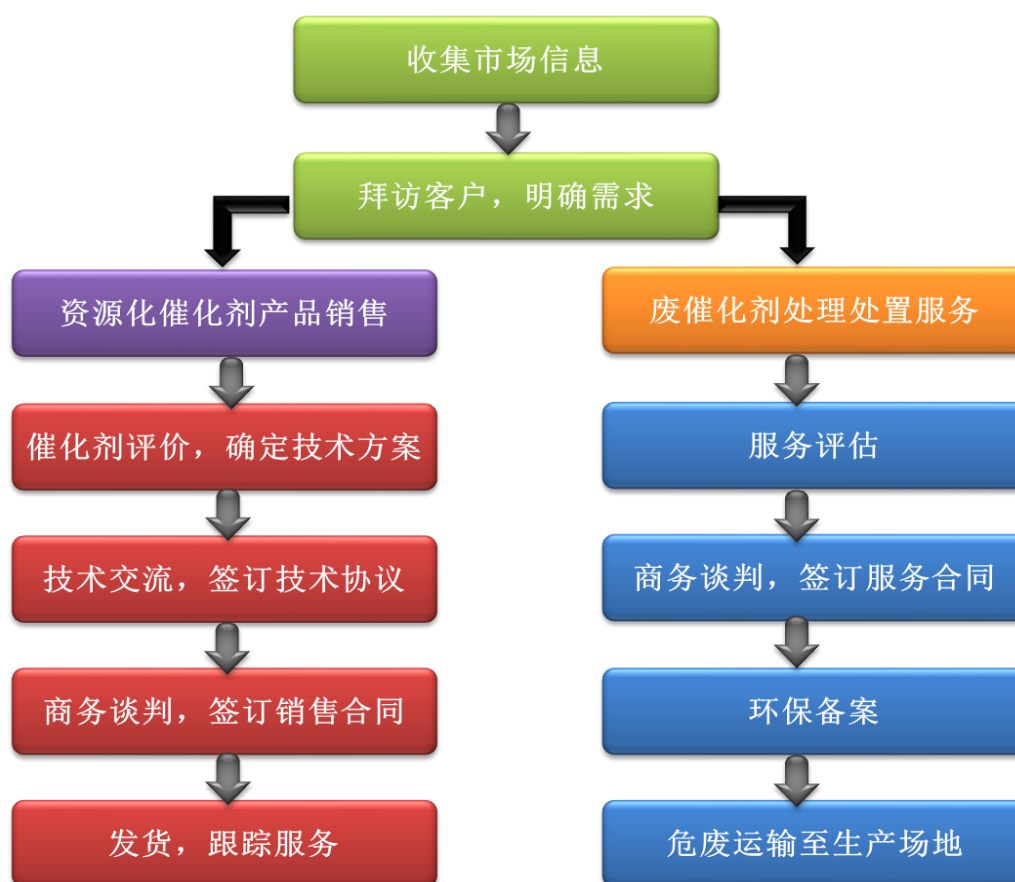 收集市场信息
拜访客户，明确需求
资源化催化剂产品销售
废催化剂处理处置服务
催化剂评价，确定技术方案
服务评估
技术交流，签订技术协议
商务谈判，签订服务合同
商务谈判，签订销售合同
环保备案
发货，跟踪服务
危废运输至生产场地